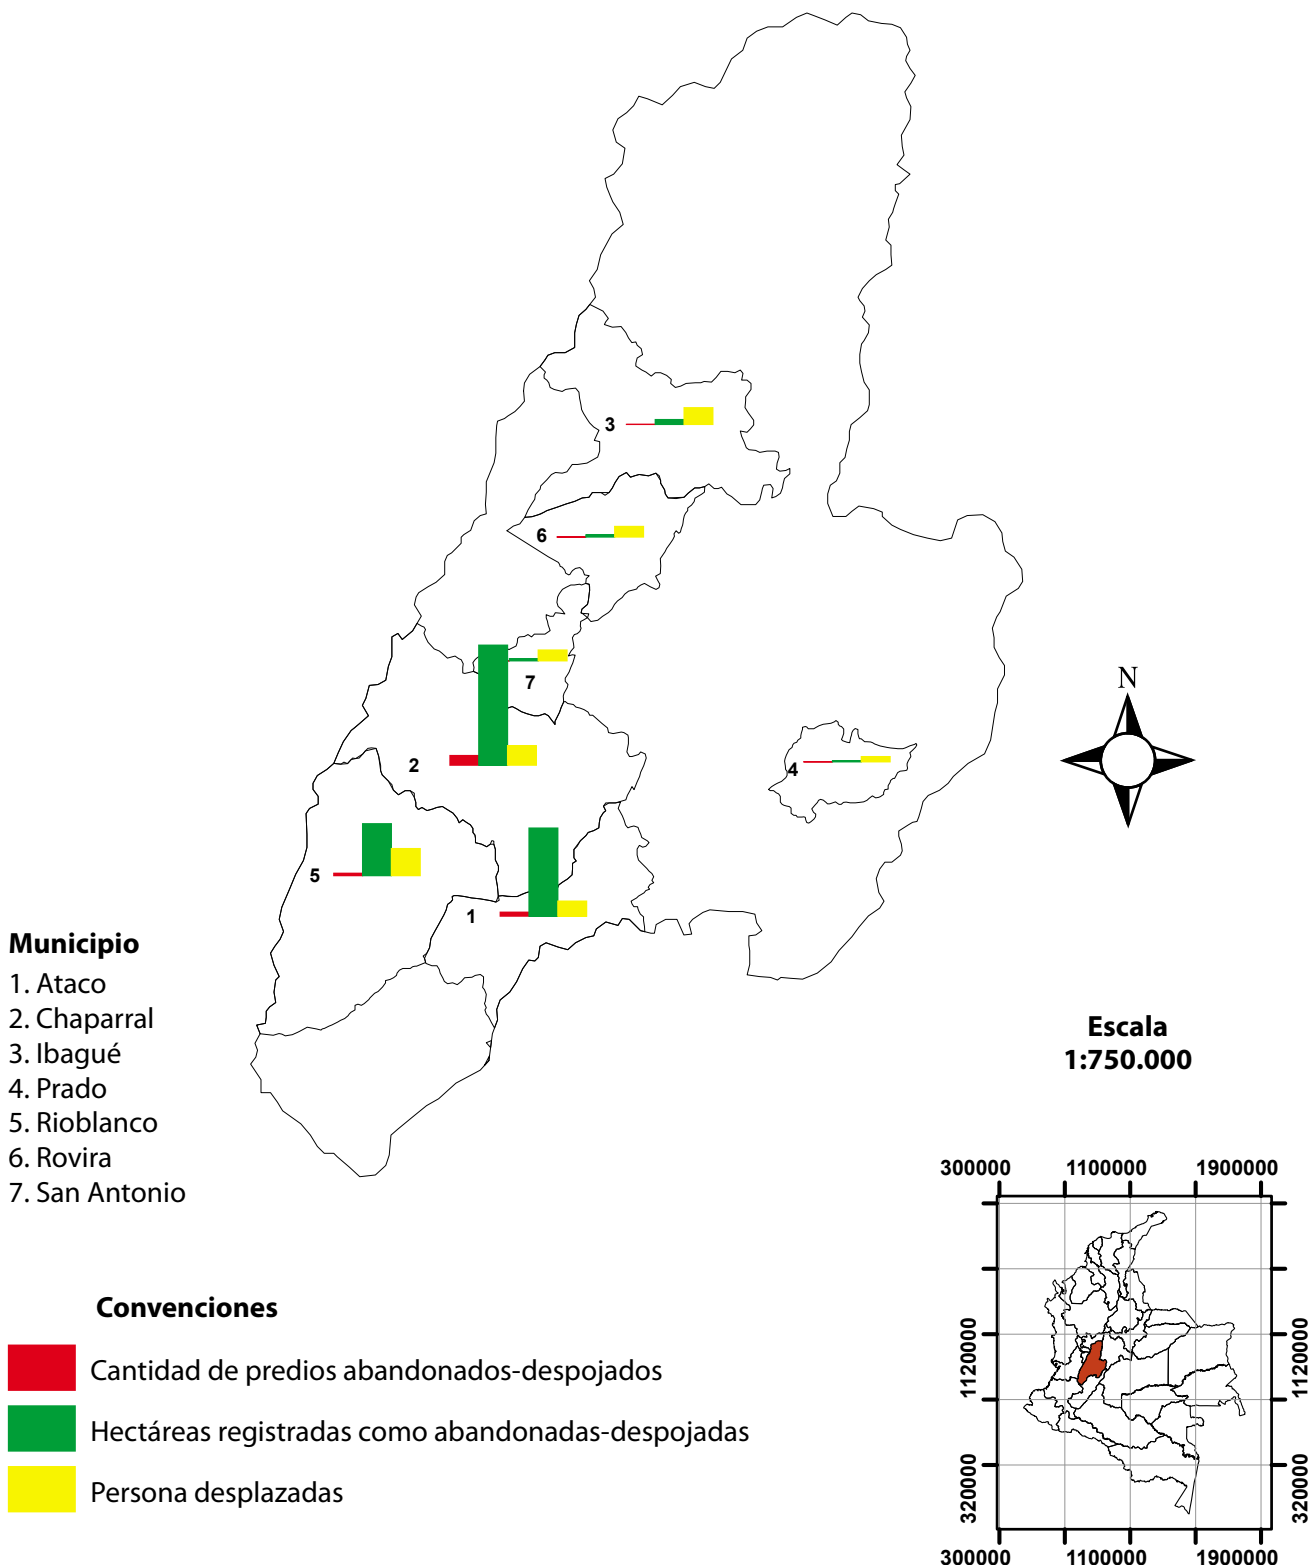 3
6
7
2
4
5
1
N
Municipio
1. Ataco
2. Chaparral
3. Ibagué
4. Prado
5. Rioblanco
6. Rovira
7. San Antonio
Escala
1:750.000
Convenciones
Cantidad de predios abandonados-despojados
Hectáreas registradas como abandonadas-despojadas
Persona desplazadas
300000 1100000 1900000
1120000 1120000
320000 320000
300000 1100000 1900000